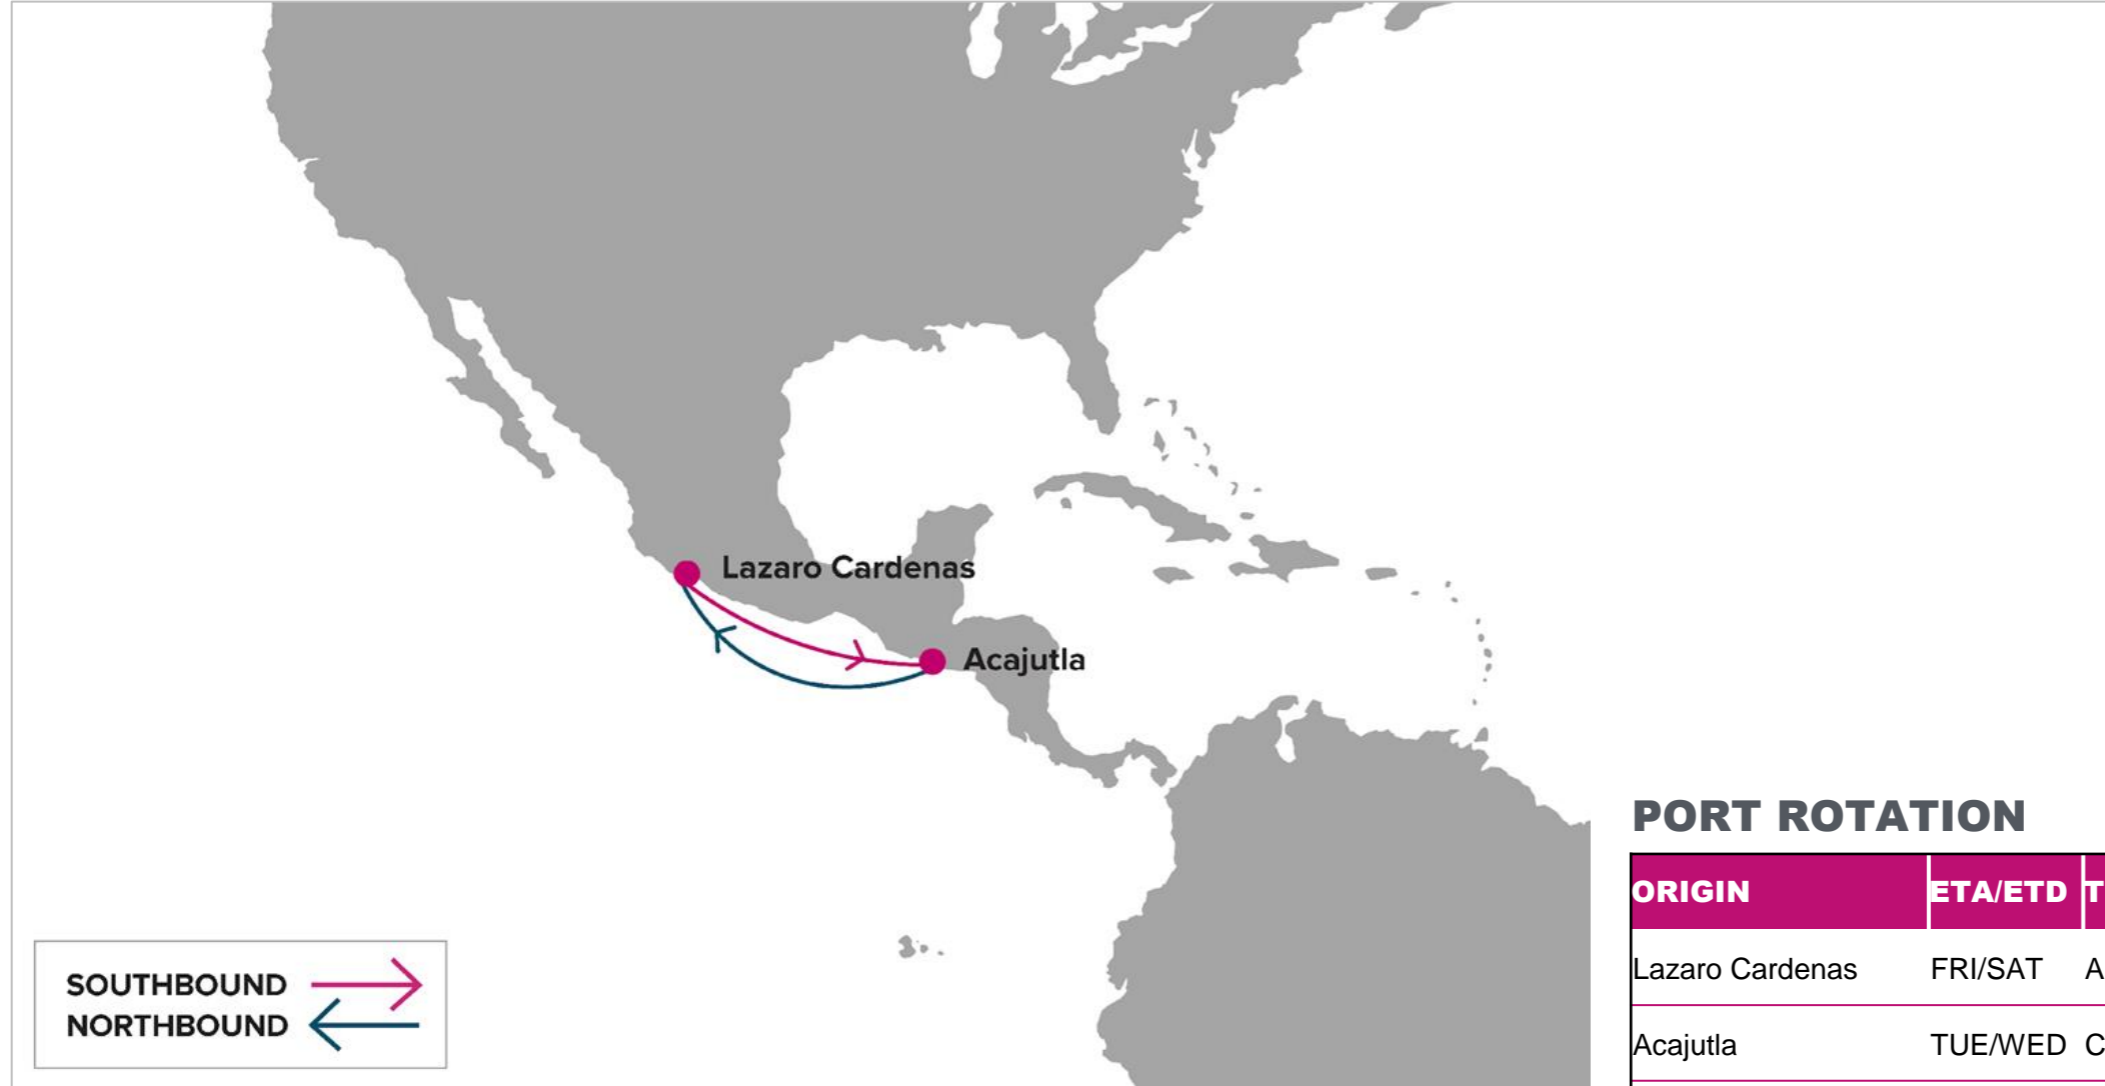 Lazaro Cardenas
Acajutla
SOUTHBOUND
NORTHBOUND
PORT ROTATION
ORIGIN ETA/ETD T
Lazaro Cardenas FRI/SAT A
Acajutla TUE/WED C